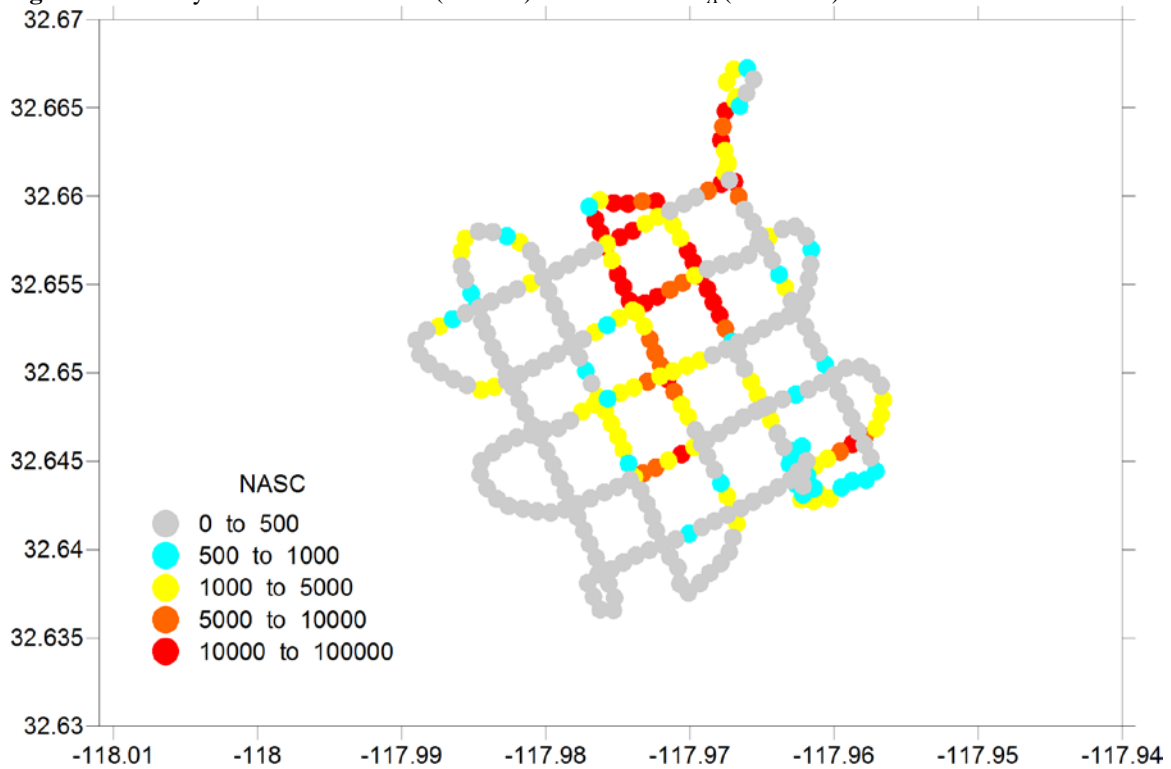 32.67
32.665
32.66
32.655
32.65
32.645
32.64
32.635
32.63
NASC
0 to 500
500 to 1000
1000 to 5000
5000 to 10000
10000 to 100000
-118.01 -118 -117.99 -117.98 -117.97 -117.96 -117.95 -117.94